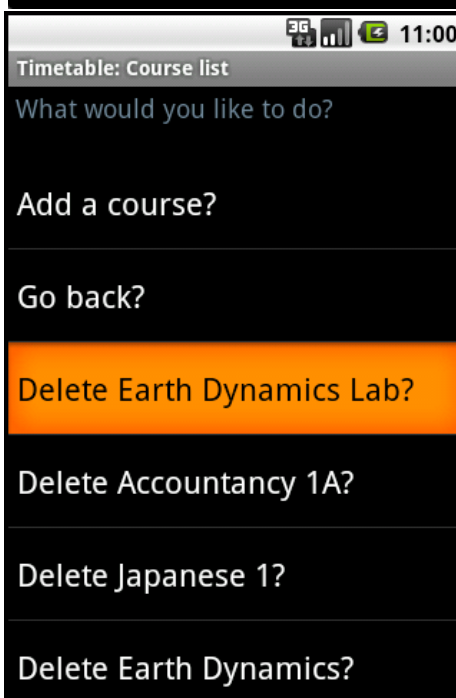 3G 11:00
Timetable: Course list
What would you like to do?
Add a course?
Go back?
Delete Earth Dynamics Lab?
Delete Accountancy 1A?
Delete Japanese 1?
Delete Earth Dynamics?